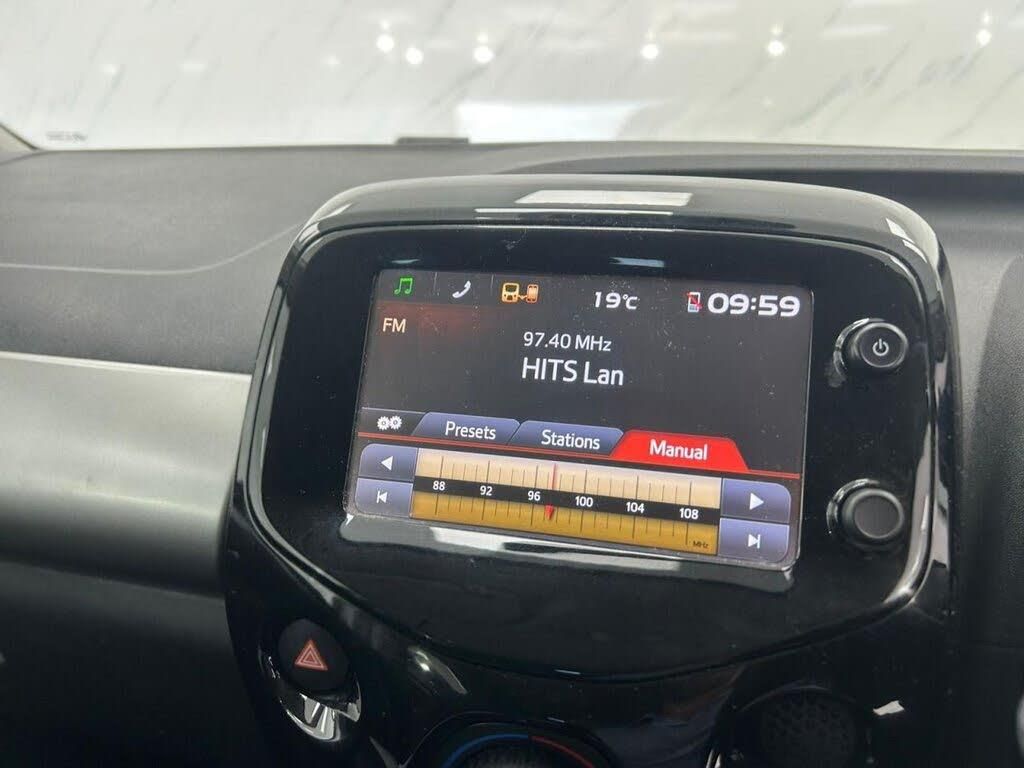 19°C
09:59
FM
97.40 MHz
HITS Lan
Presets
Stations
Manual
88 92 96 100 104 108
MHz